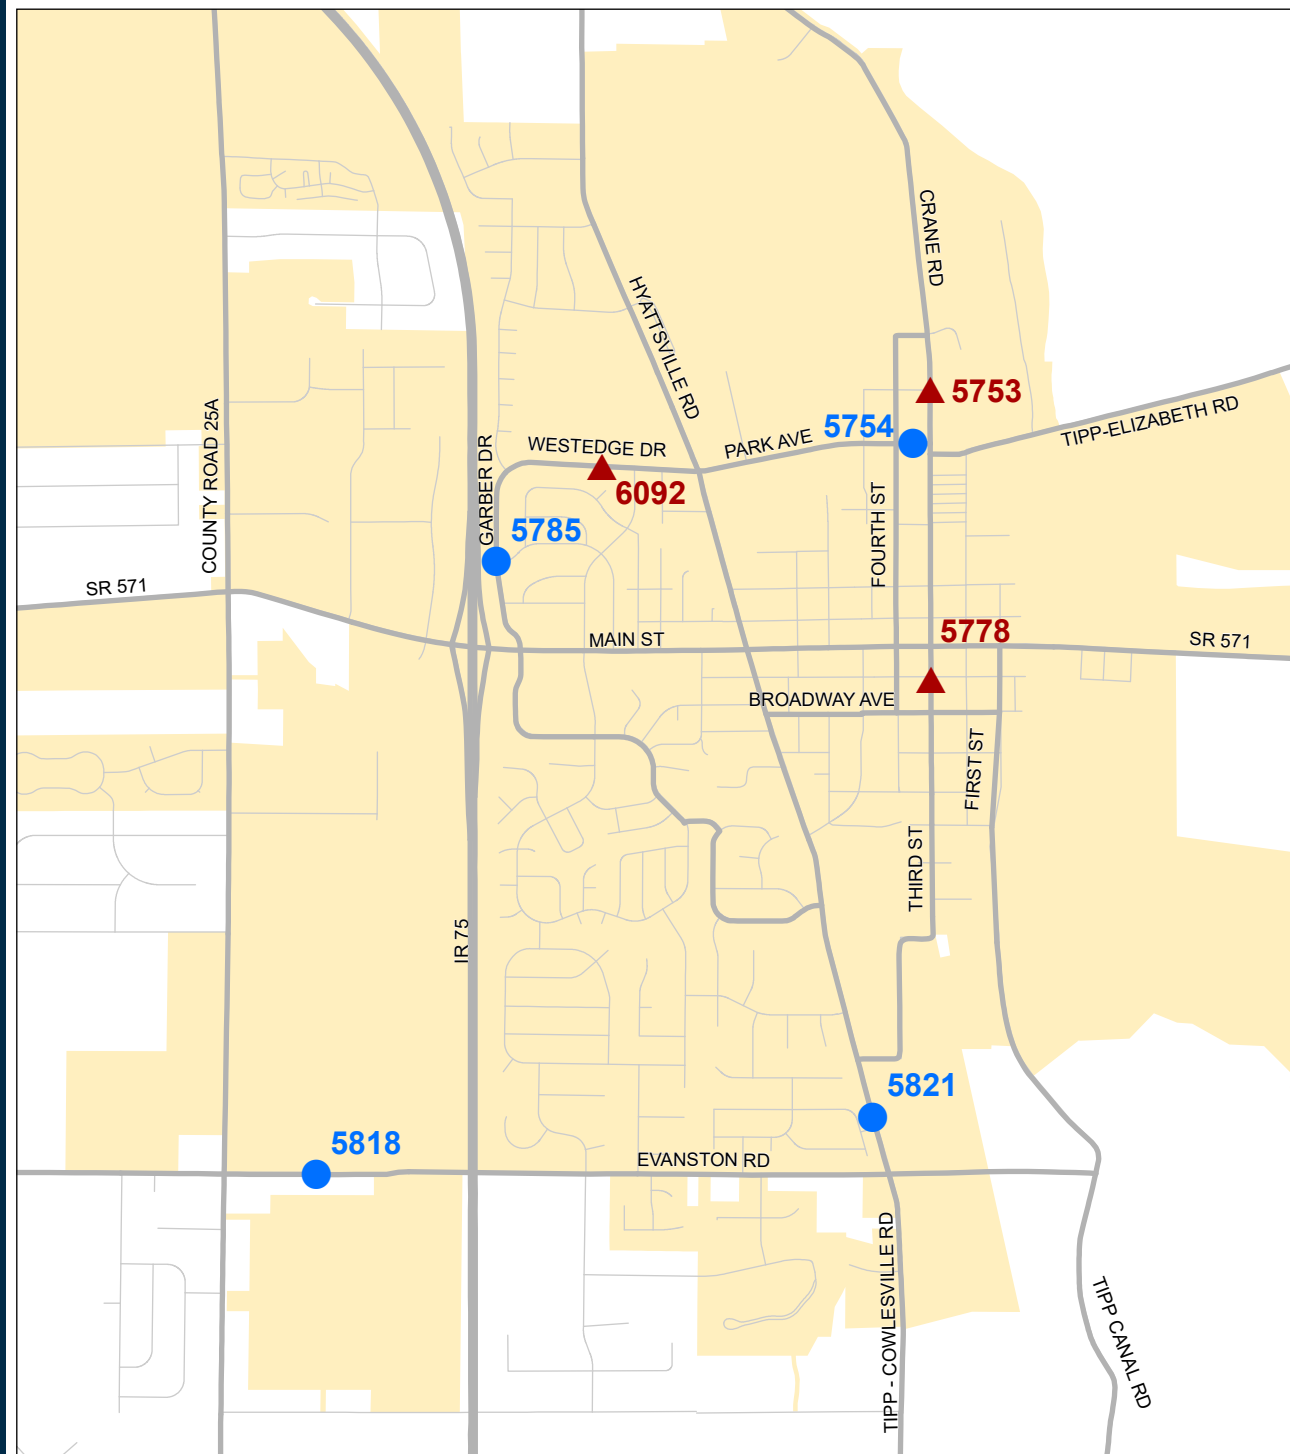 CRANE RD
HYATTSVILLE RD
5753
TIPP-ELIZABETH RD
5754
PARK AVE
WESTEDGE DR
6092
GARBER DR
5785
COUNTY ROAD 25A
FOURTH ST
SR 571
MAIN ST
5778
SR 571
BROADWAY AVE
FIRST ST
THIRD ST
IR 75
5821
5818
EVANSTON RD
TIPP - COWLESVILLE RD
TIPP CANAL RD